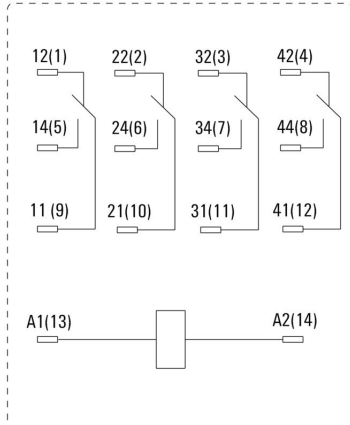 12(1) 22(2) 32(3) 42(4)
14(5) 24(6) 34(7) 44(8)
11 (9) 21(10) 31(11) 41(12)
A1(13) A2(14)